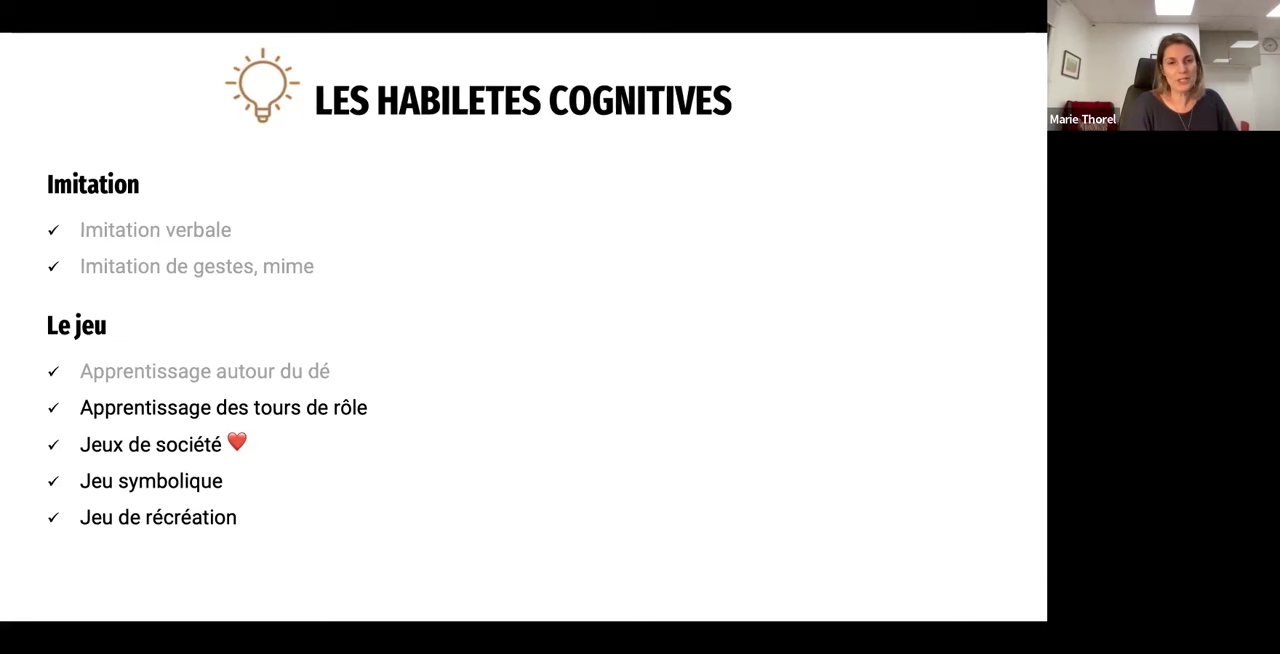 LES HABILETES COGNITIVES
Marie Thorel
Imitation
✓ Imitation verbale
✓ Imitation de gestes, mime
Le jeu
✓ Apprentissage autour du dé
✓ Apprentissage des tours de rôle
✓ Jeux de société ❤️
✓ Jeu symbolique
✓ Jeu de récréation